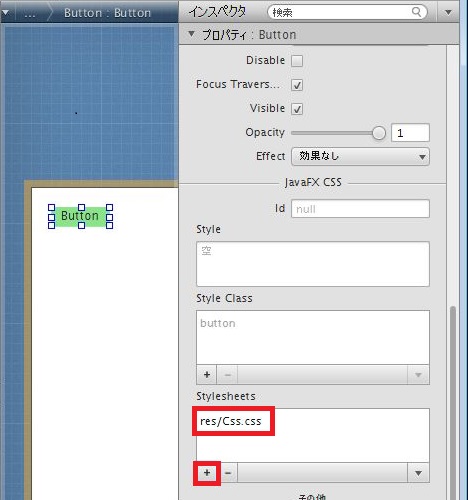 ... Button : Button
インスペクタ 検索
プロパティ : Button
Disable
Focus Travers...
Visible
Opacity 1
Effect 効果なし
JavaFX CSS
Id null
Style
空
Style Class
button
+ −
Stylesheets
res/Css.css
+ −
その他
Button